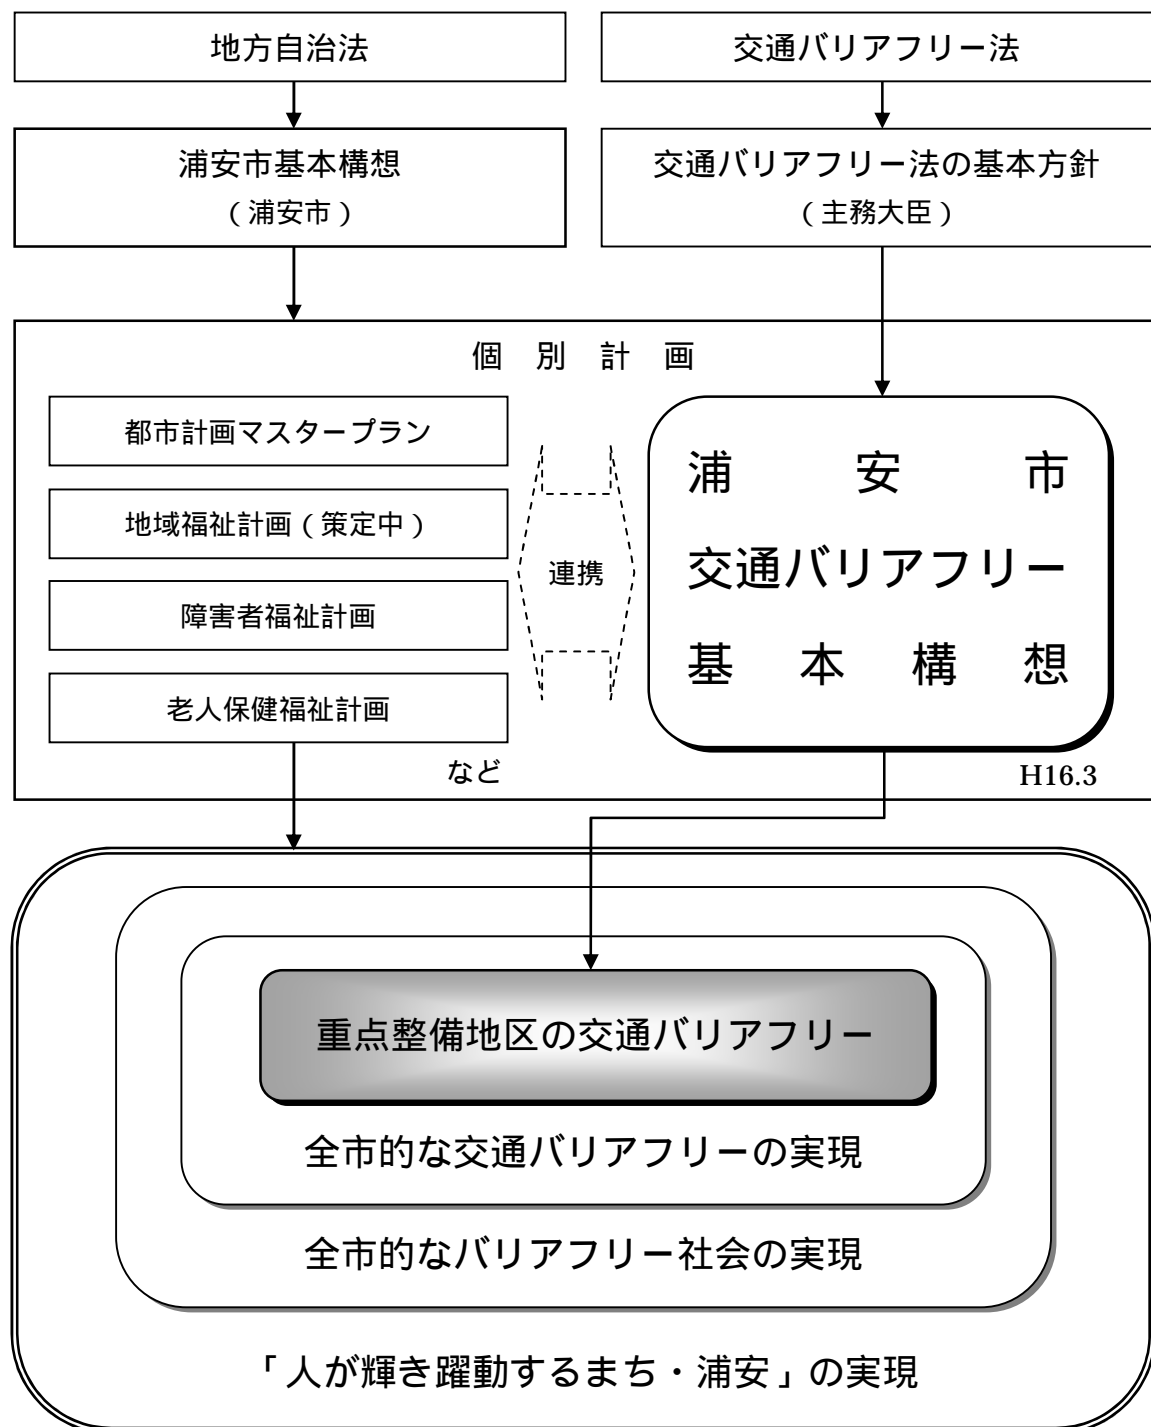 地方自治法
交通バリアフリー法
浦安市基本構想
（浦安市）
交通バリアフリー法の基本方針
（主務大臣）
個別計画
都市計画マスタープラン
地域福祉計画（策定中）
障害者福祉計画
老人保健福祉計画
など
連携
浦安市
交通バリアフリー
基本構想
H16.3
重点整備地区の交通バリアフリー
全市的な交通バリアフリーの実現
全市的なバリアフリー社会の実現
「人が輝き躍動するまち・浦安」の実現